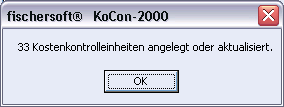 fischersoft® KoCon-2000
33 Kostenkontrolleinheiten angelegt oder aktualisiert.
OK